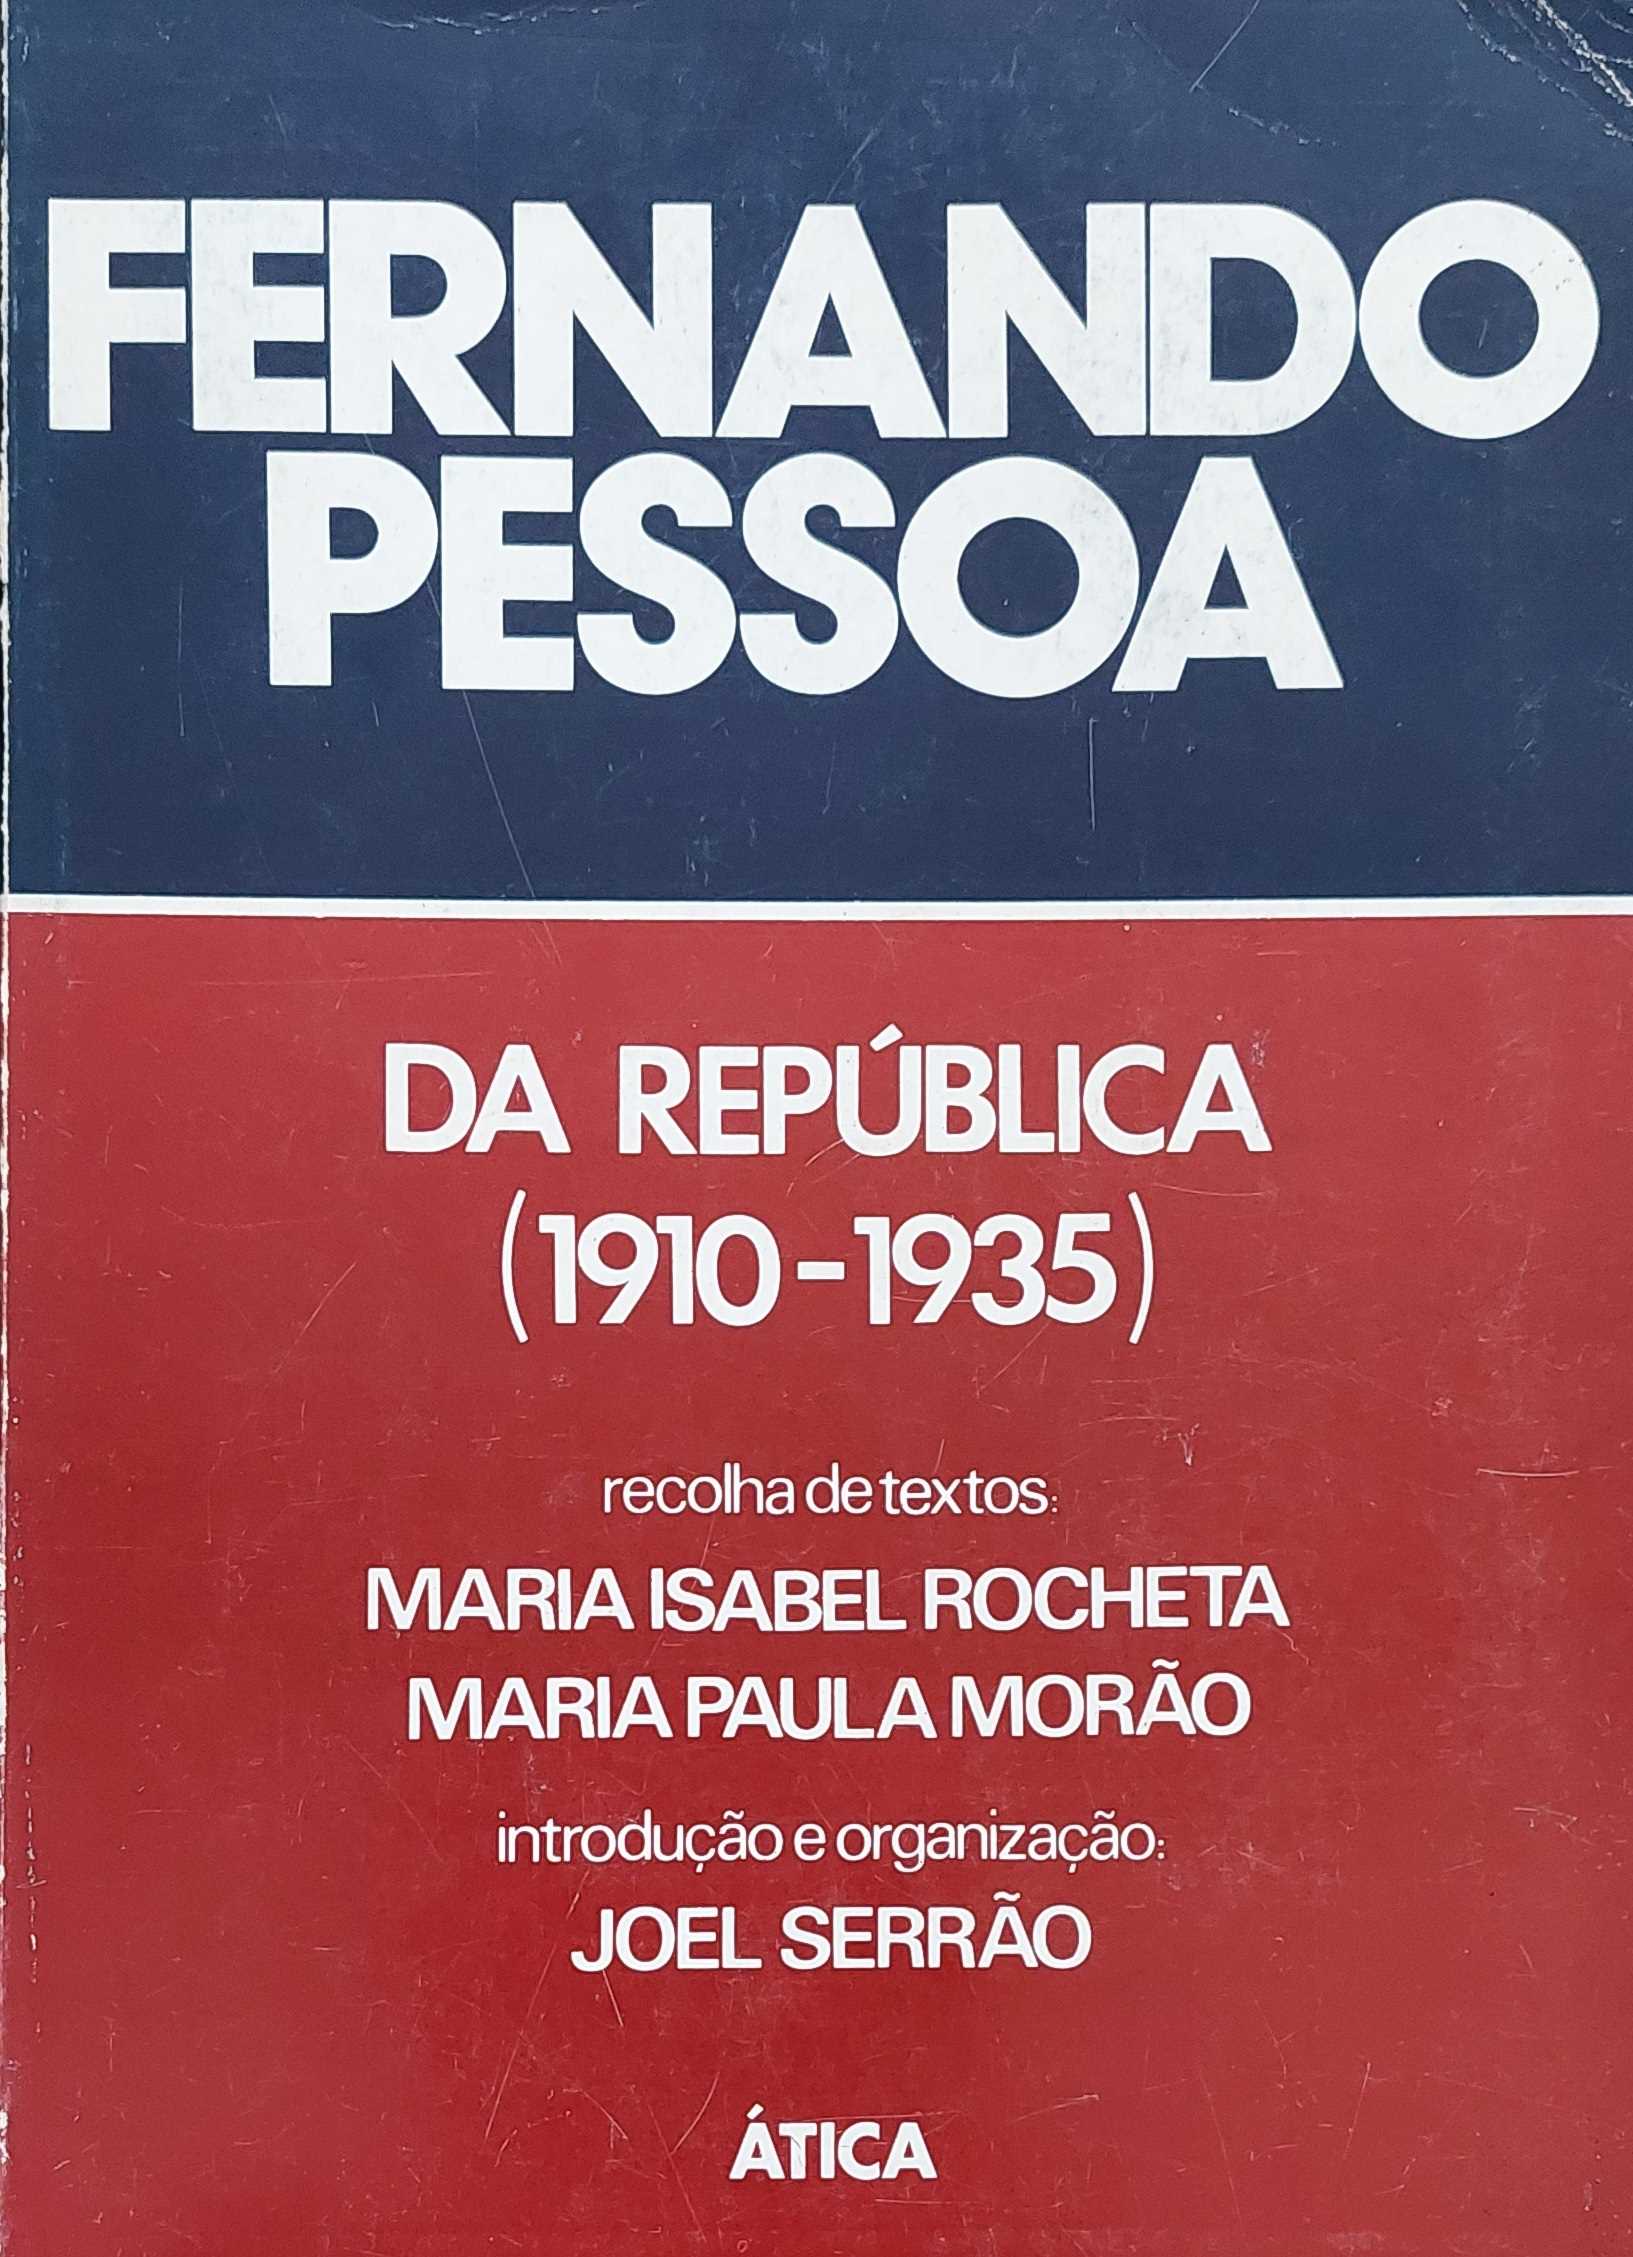 FERNANDO
PESSOA
DA REPÚBLICA
(1910-1935)
recolha de textos:
MARIA ISABEL ROCHETA
MARIA PAULA MORÃO
introdução e organização:
JOEL SERRÃO
ÁTICA